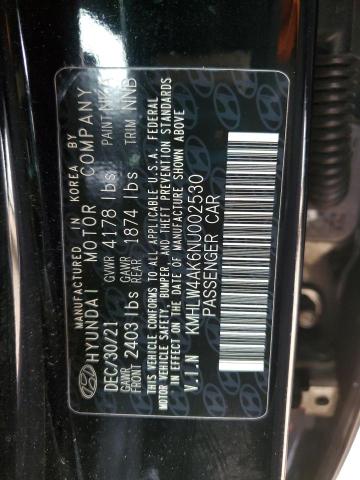 MANUFACTURED IN KOREA BY
HYUNDAI MOTOR COMPANY
DEC/30/21 GVWR 4178 lbs. PAINT
GAWR FRONT 2403 lbs GAWR REAR 1874 lbs TRIM NNB
THIS VEHICLE CONFORMS TO ALL APPLICABLE U.S.A. FEDERAL
MOTOR VEHICLE SAFETY, BUMPER, AND THEFT PREVENTION STANDARDS
IN EFFECT ON THE DATE OF MANUFACTURE SHOWN ABOVE.
V.I.N KMHLW4AK6NU002530
PASSENGER CAR